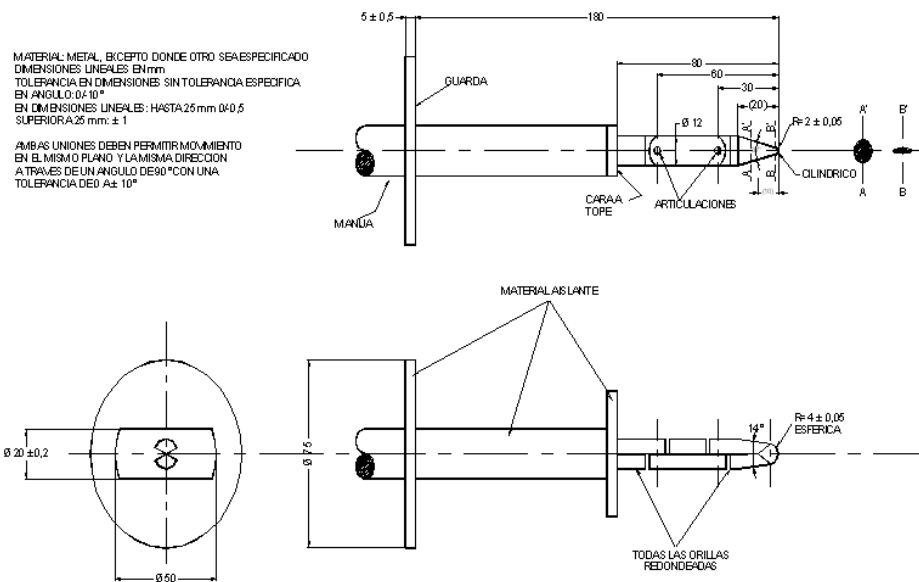 5 ± 0,5
180
80
60
30
(20)
MATERIAL: METAL, EXCEPTO DONDE OTRO SEA ESPECIFICADO
DIMENSIONES LINEALES EN mm
TOLERANCIA EN DIMENSIONES SIN TOLERANCIA ESPECIFICA
EN ANGULO: 0/-10°
EN DIMENSIONES LINEALES: HASTA 25 mm 0/-0,5
SUPERIOR A 25 mm: ± 1
AMBAS UNIONES DEBEN PERMITIR MOVIMIENTO
EN EL MISMO PLANO Y LA MISMA DIRECCION
A TRAVES DE UN ANGULO DE 90° CON UNA
TOLERANCIA DE 0 A ± 10°
GUARDA
Ø 12
A'
B'
R= 2 ± 0,05
A'
B'
A
B
CILINDRICO
A
B
MANIJA
CARA A
TOPE
ARTICULACIONES
MATERIAL AISLANTE
Ø 20 ±0,2
Ø 75
14°
R= 4 ± 0,05
ESFERICA
TODAS LAS ORILLAS
REDONDEADAS
Ø 50